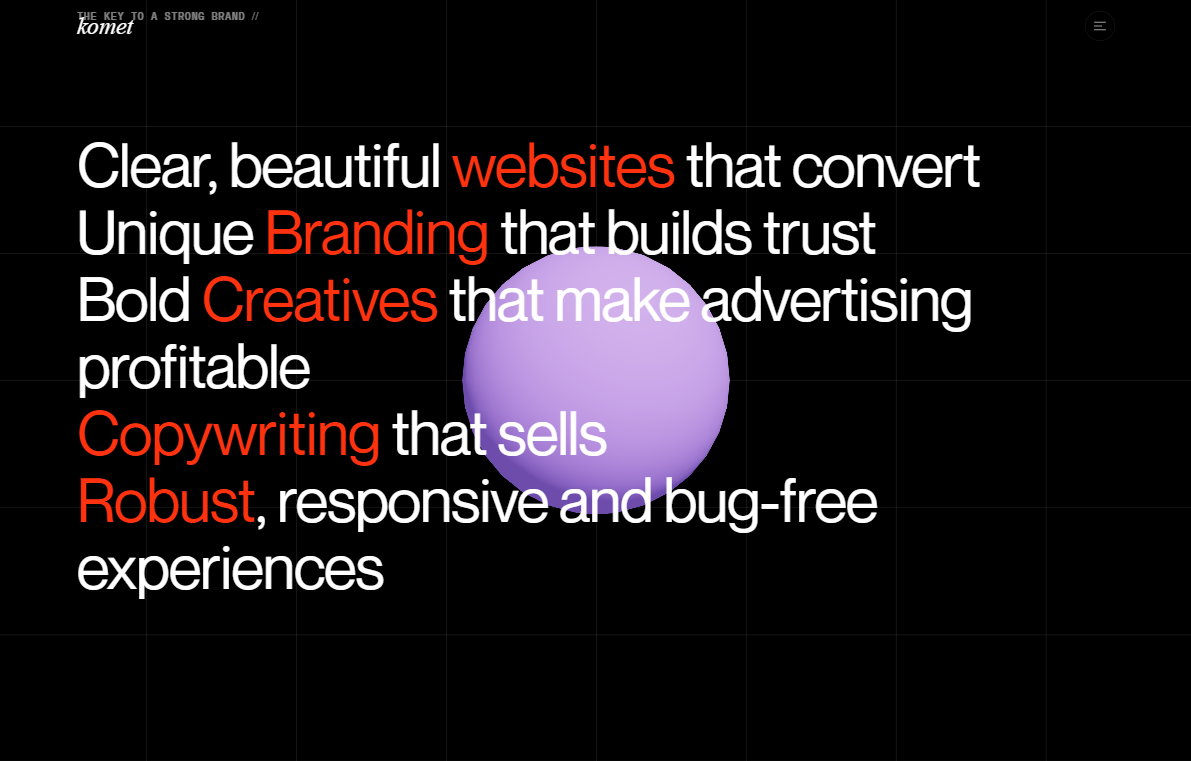 THE KEY TO A STRONG BRAND //
komet
Clear, beautiful websites that convert
Unique Branding that builds trust
Bold Creatives that make advertising
profitable
Copywriting that sells
Robust, responsive and bug-free
experiences